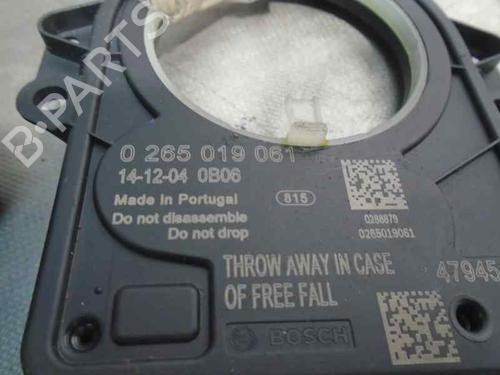 B-PARTS
0 265 019 061
14-12-04 0B06
Made in Portugal
815
Do not disassemble
Do not drop
0288879
0265019061
THROW AWAY IN CASE
OF FREE FALL
47945
BOSCH